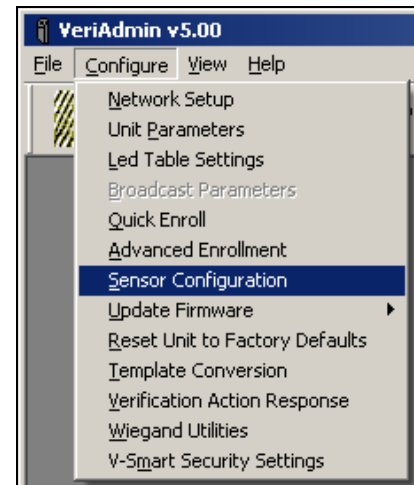 VeriAdmin v5.00
File Configure View Help
Network Setup
Unit Parameters
Led Table Settings
Broadcast Parameters
Quick Enroll
Advanced Enrollment
Sensor Configuration
Update Firmware
Reset Unit to Factory Defaults
Template Conversion
Verification Action Response
Wiegand Utilities
V-Smart Security Settings